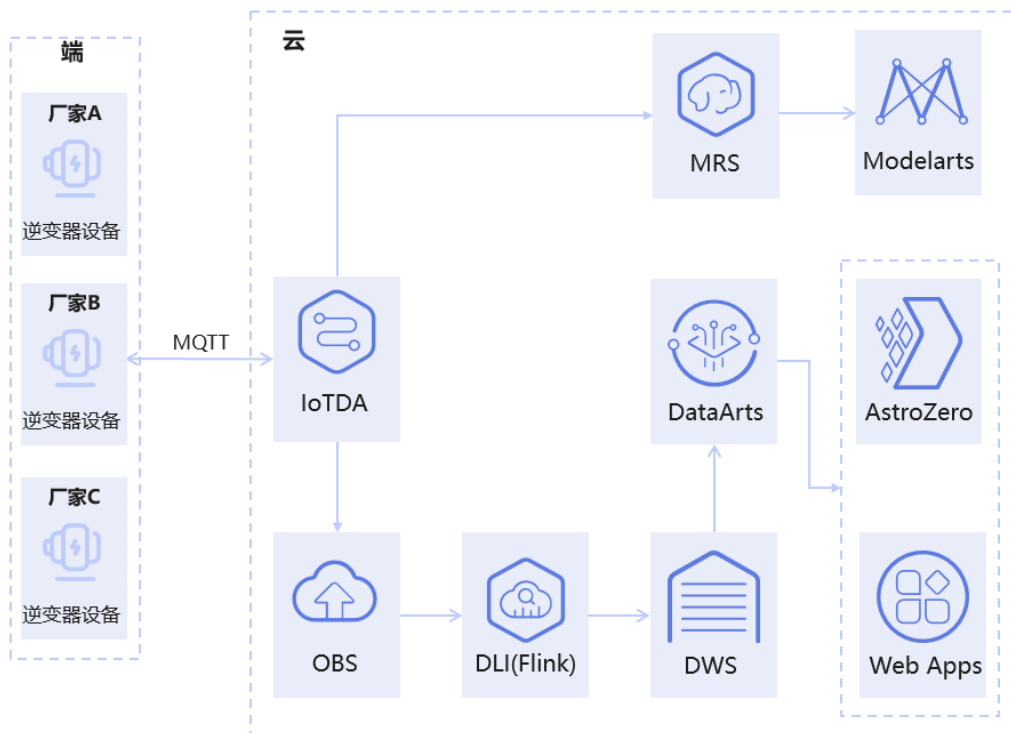 端
厂家A
逆变器设备
厂家B
逆变器设备
厂家C
逆变器设备
MQTT
云
MRS
Modelarts
IoTDA
DataArts
AstroZero
OBS
DLI(Flink)
DWS
Web Apps